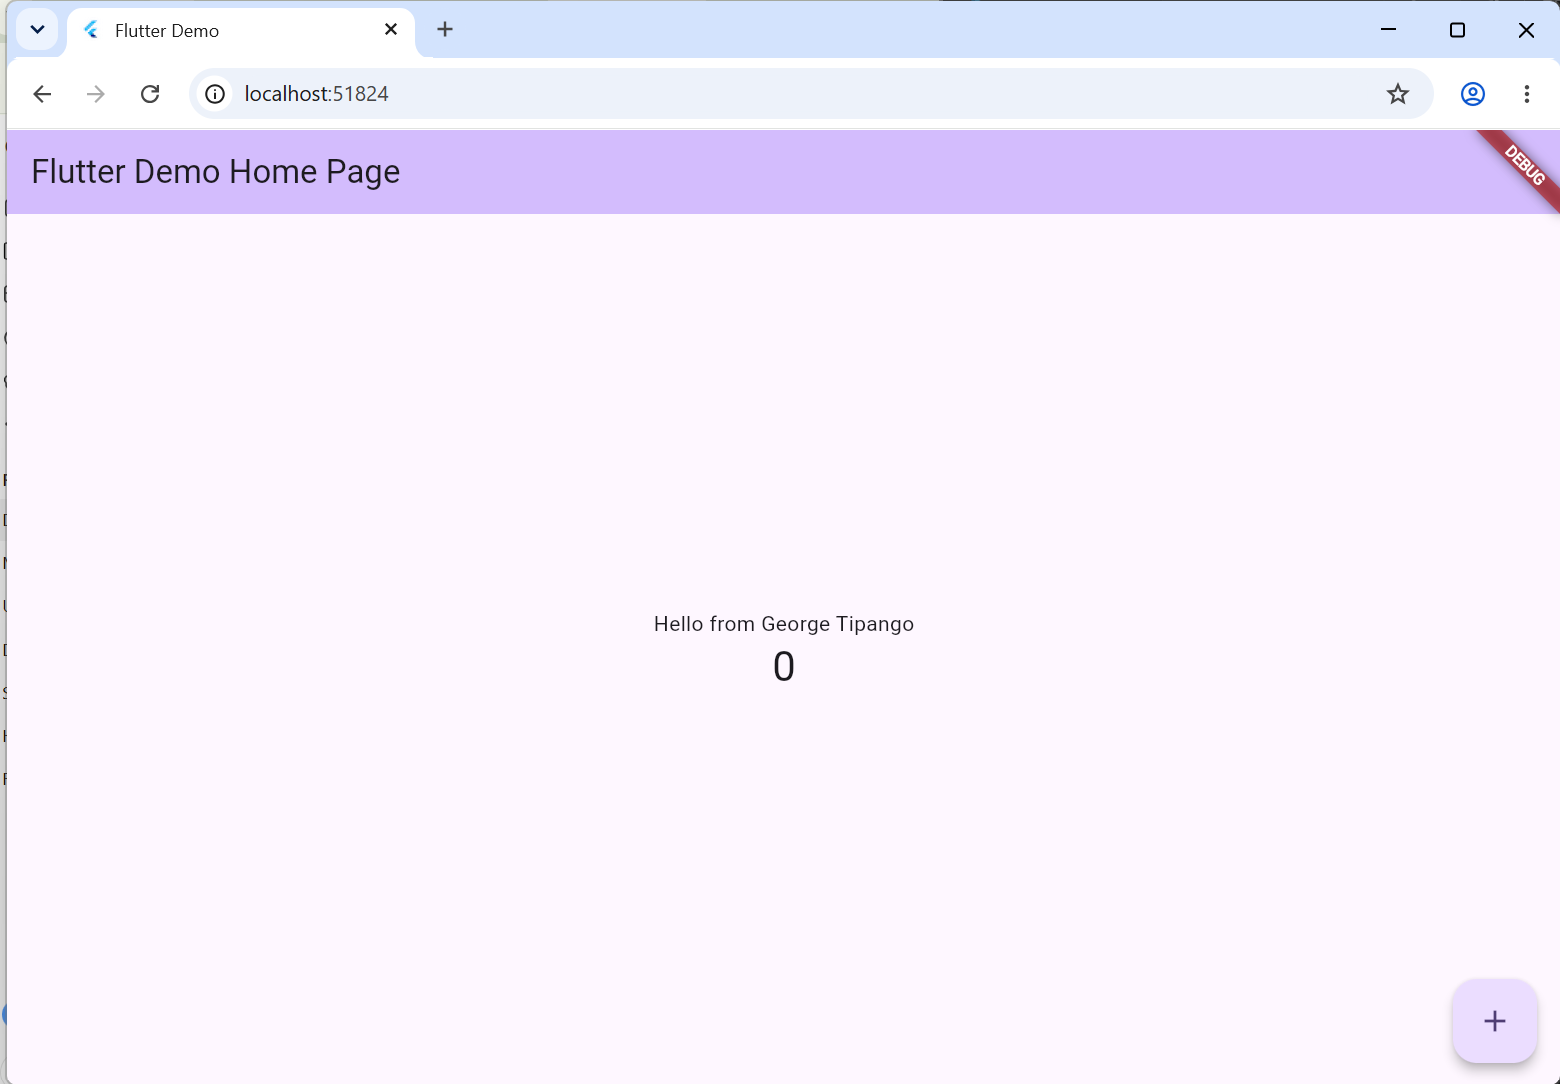 Flutter Demo
localhost:51824
Flutter Demo Home Page
DEBUG
Hello from George Tipango
0